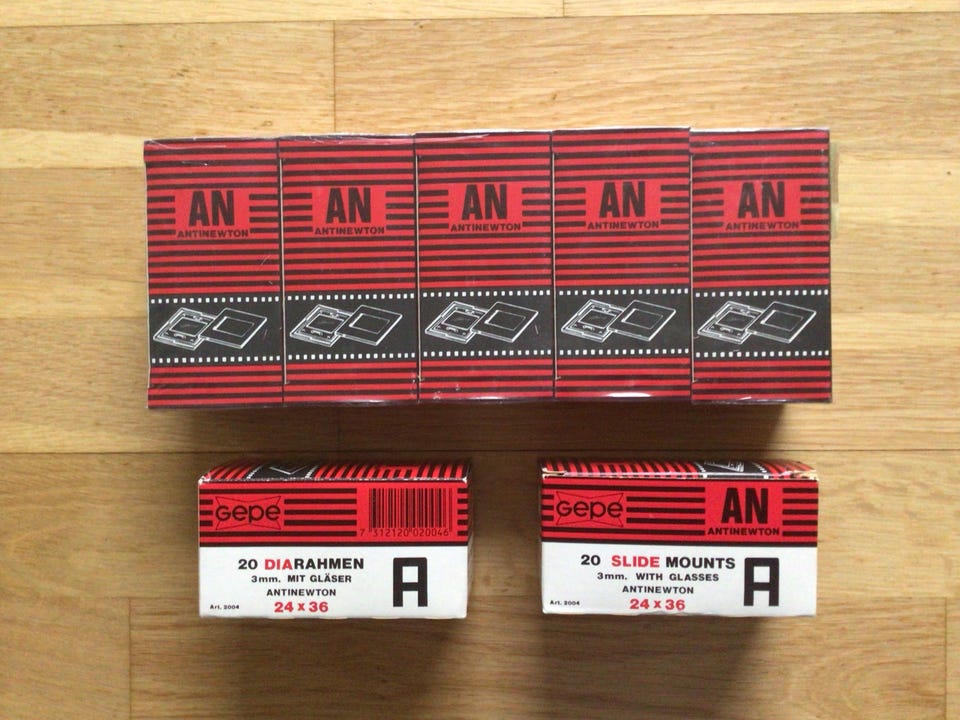 AN
ANTINEWTON
AN
ANTINEWTON
AN
ANTINEWTON
AN
ANTINEWTON
AN
ANTINEWTON
GePe
7 312120 020046
20 DIARAHMEN
3mm. MIT GLÄSER
ANTINEWTON
24 x 36
Art. 2004
A
GePe
AN
ANTINEWTON
20 SLIDE MOUNTS
3mm. WITH GLASSES
ANTINEWTON
24 x 36
Art. 2004
A